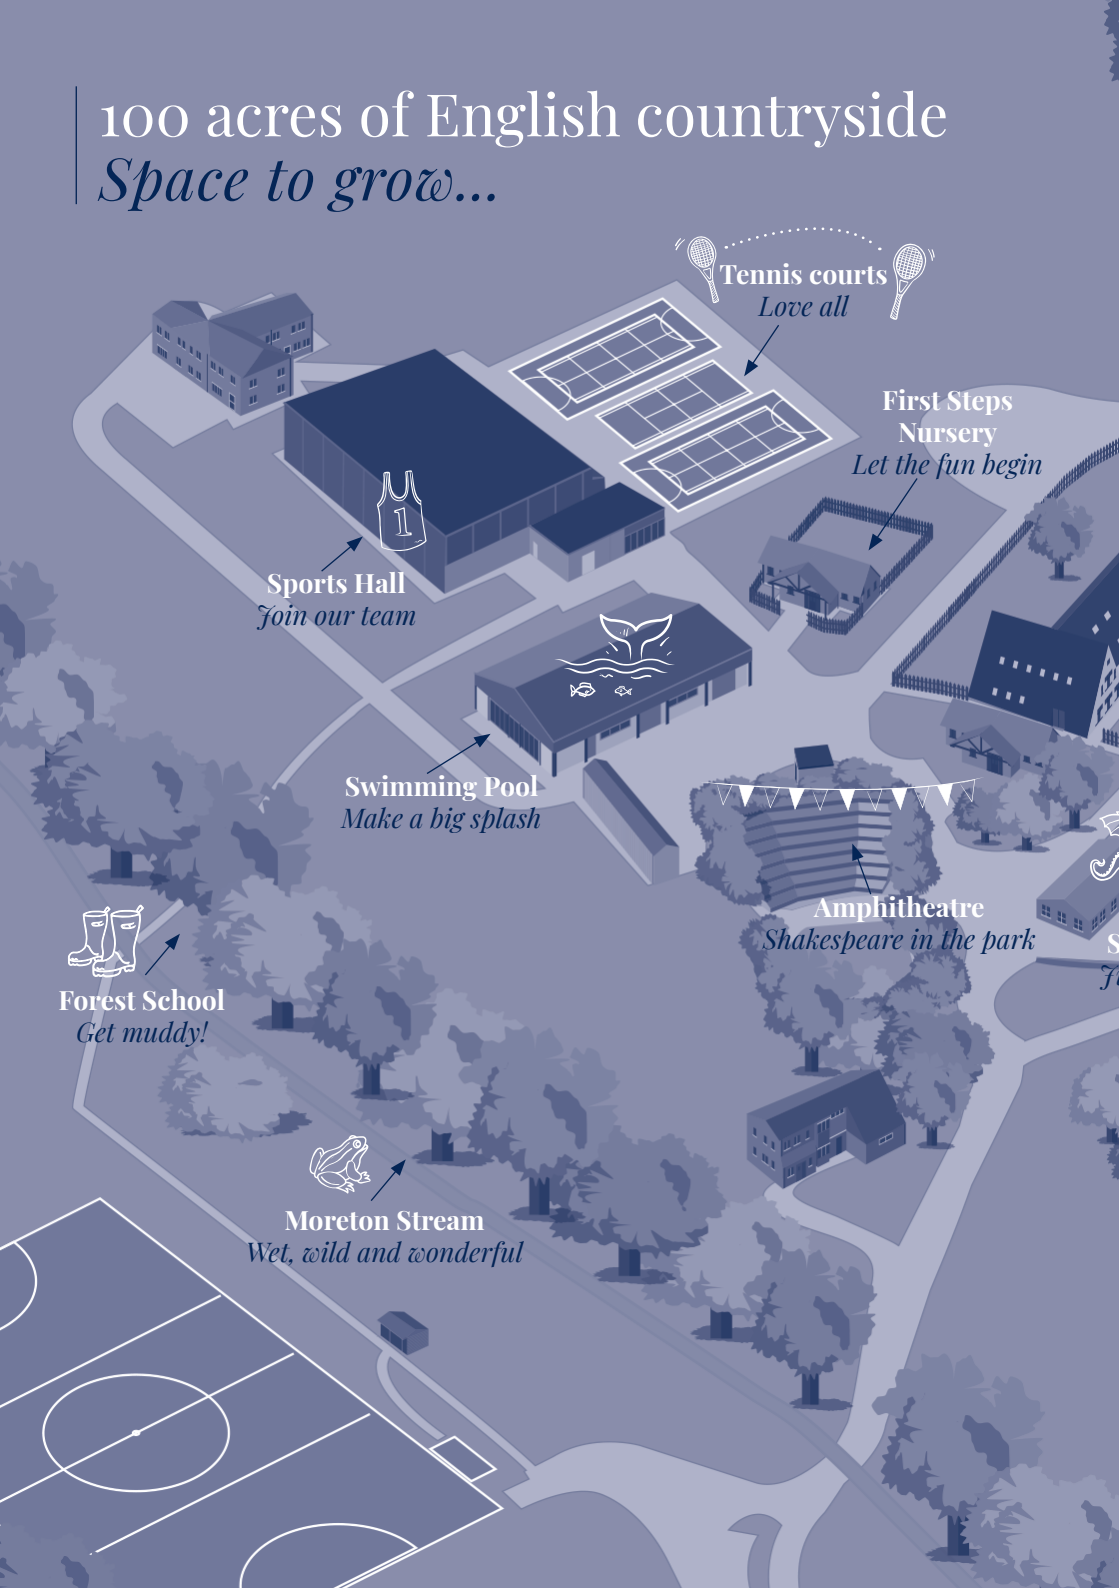 100 acres of English countryside
Space to grow...
Tennis courts
Love all
First Steps
Nursery
Let the fun begin
1
Sports Hall
Join our team
Swimming Pool
Make a big splash
Amphitheatre
Shakespeare in the park
Forest School
Get muddy!
Moreton Stream
Wet, wild and wonderful